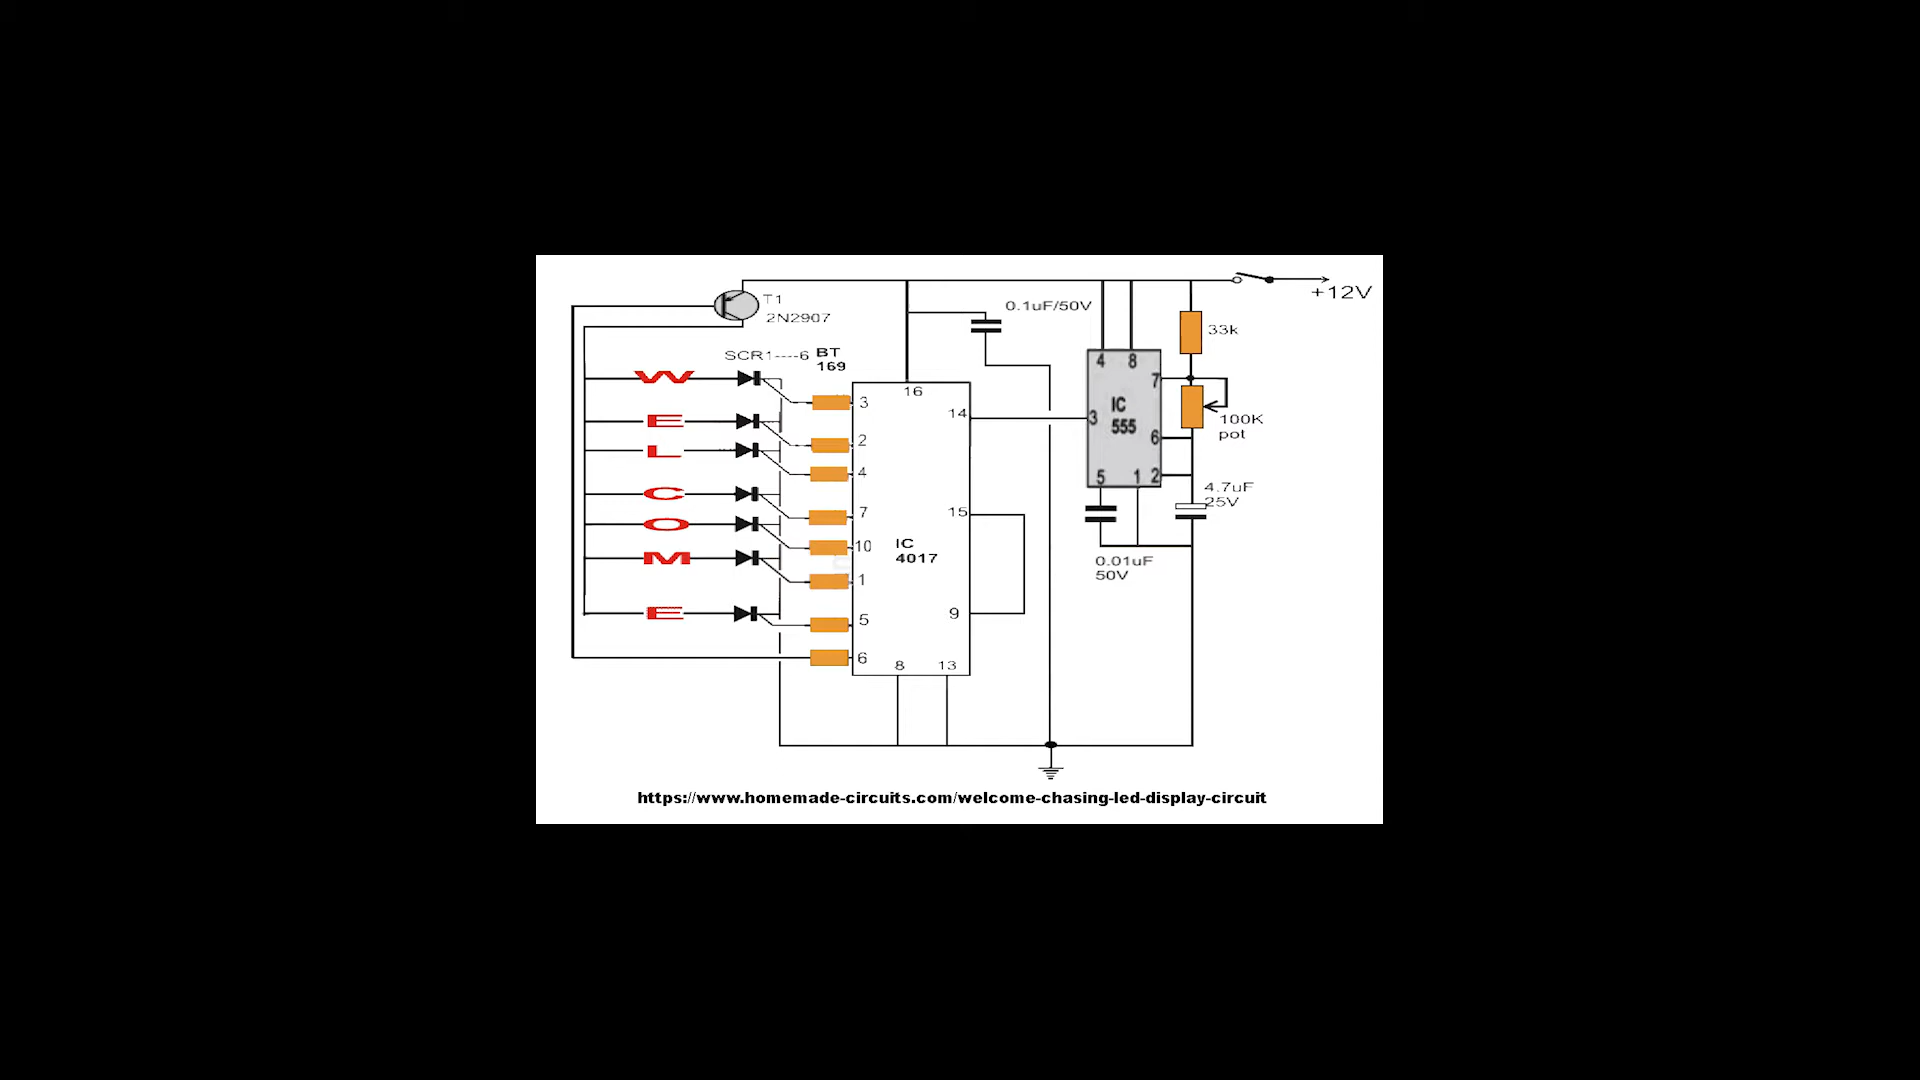 +12V
T1
2N2907
0.1uF/50V
33k
SCR1----6
BT
169
4 8
7
W
3
16
14
3
IC
555
100K
pot
E
2
6
L
4
5 1 2
4.7uF
25V
C
7
15
O
10
IC
4017
0.01uF
50V
M
1
E
5
9
6
8 13
https://www.homemade-circuits.com/welcome-chasing-led-display-circuit